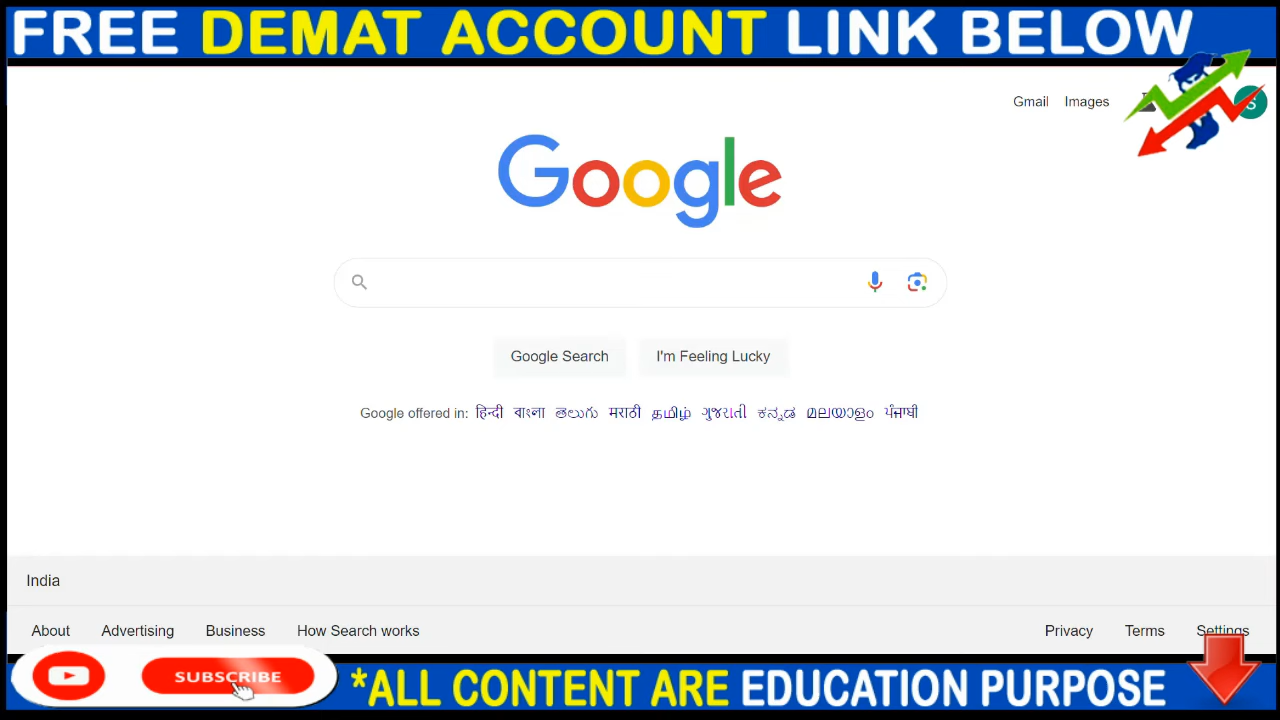 FREE DEMAT ACCOUNT LINK BELOW
Gmail Images
S
Google
Google Search I'm Feeling Lucky
Google offered in: हिन्दी বাংলা తెలుగు मराठी தமிழ் ગુજરાતી ಕನ್ನಡ മലയാളം ਪੰਜਾਬੀ
India
About Advertising Business How Search works Privacy Terms Settings
SUBSCRIBE
*ALL CONTENT ARE EDUCATION PURPOSE